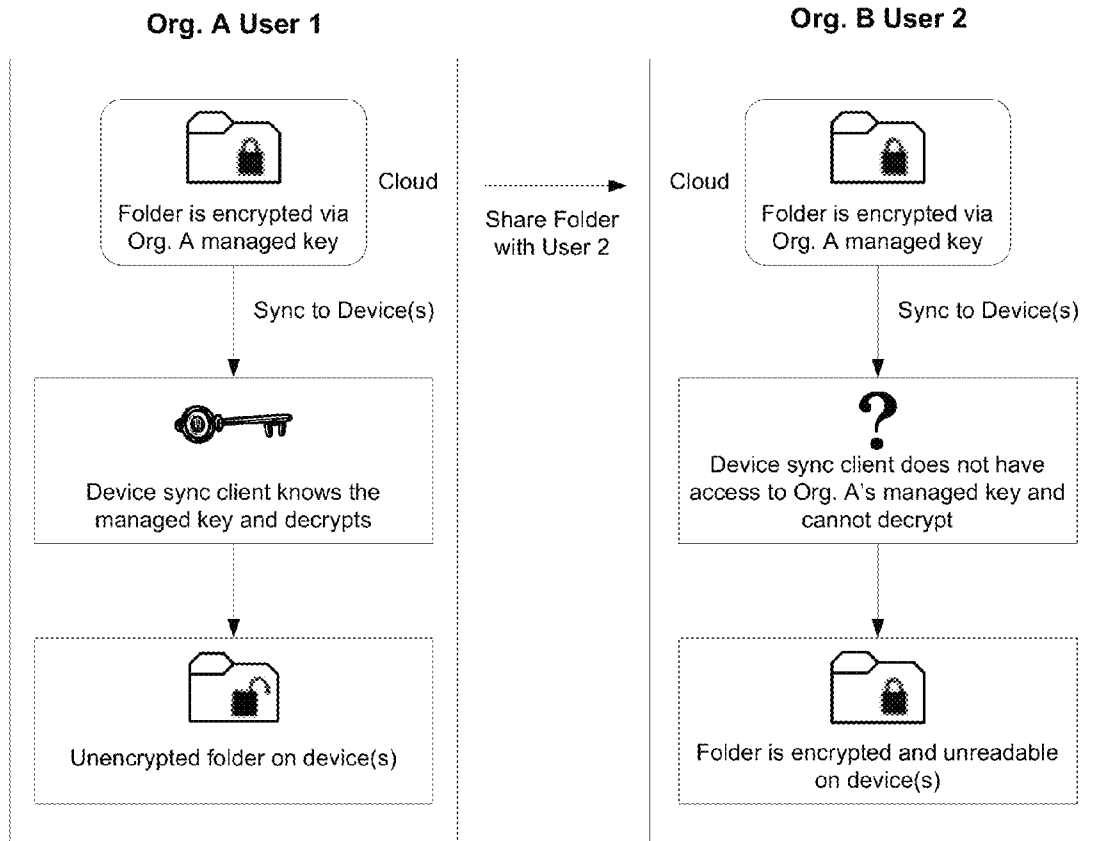 Org. A User 1
Folder is encrypted via
Org. A managed key
Cloud
Sync to Device(s)
Device sync client knows the
managed key and decrypts
Unencrypted folder on device(s)
Share Folder
with User 2
Org. B User 2
Cloud
Folder is encrypted via
Org. A managed key
Sync to Device(s)
?
Device sync client does not have
access to Org. A's managed key and
cannot decrypt
Folder is encrypted and unreadable
on device(s)